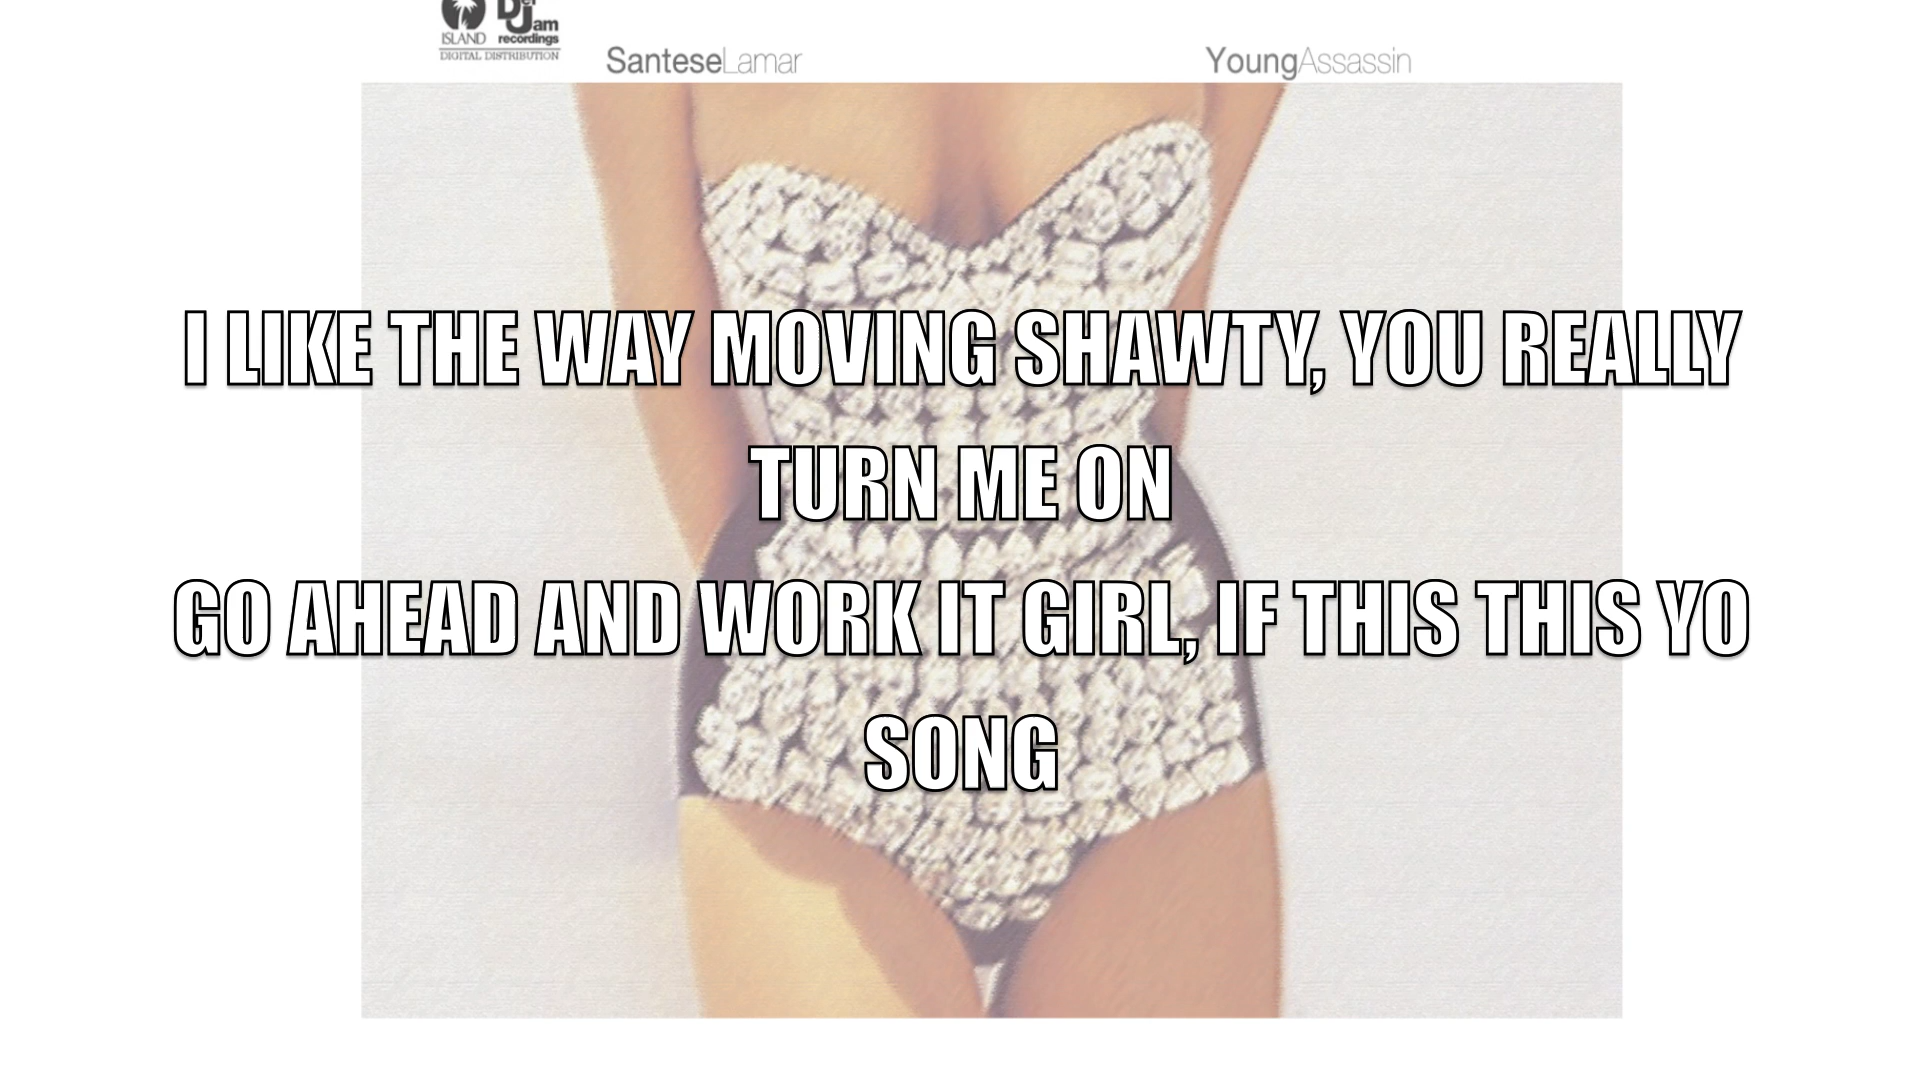 Def Jam
ISLAND recordings
DIGITAL DISTRIBUTION
SanteseLamar YoungAssassin
I LIKE THE WAY MOVING SHAWTY, YOU REALLY
TURN ME ON
GO AHEAD AND WORK IT GIRL, IF THIS THIS YO
SONG